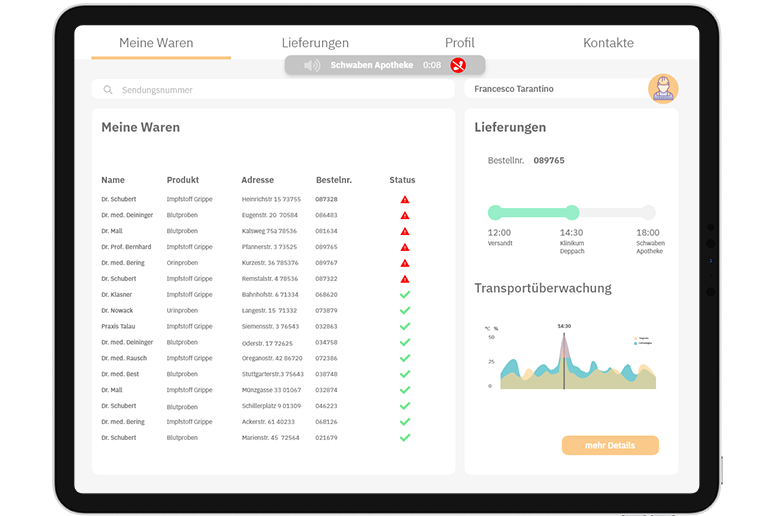 Meine Waren Lieferungen Profil Kontakte
Schwaben Apotheke 0:08
Sendungsnummer
Francesco Tarantino
Meine Waren
Name Produkt Adresse Bestelnr. Status
Dr. Schubert Impfstoff Grippe Heinrichstr 15 73755 087328
Dr. med. Deininger Blutproben Eugenstr. 20 70584 086483
Dr. Mall Blutproben Kalsweg 75a 78536 081634
Dr. Prof. Bernhard Impfstoff Grippe Pfannerstr. 3 73525 089765
Dr. med. Bering Orinproben Kurzestr. 36 785376 089767
Dr. Schubert Impfstoff Grippe Remstalstr. 4 78536 087322
Dr. Klasner Impfstoff Grippe Bahnhofstr. 6 71334 068620
Dr. Nowack Urinproben Langestr. 15 71332 073879
Praxis Talau Impfstoff Grippe Siemensstr. 3 76543 032863
Dr. med. Deininger Blutproben Oderstr. 17 72625 034758
Dr. med. Rausch Impfstoff Grippe Oreganostr. 42 86720 072386
Dr. med. Best Blutproben Stuttgarterstr.3 75643 038748
Dr. Mall Impfstoff Grippe Münzgasse 33 01067 032874
Dr. Schubert Blutproben Schillerplatz 9 01309 046223
Dr. med. Bering Impfstoff Grippe Ackerstr. 61 40233 068126
Dr. Schubert Blutproben Marienstr. 45 72564 021679
Lieferungen
Bestellnr. 089765
12:00 14:30 18:00
Versandt Klinikum Schwaben
Deppach Apotheke
Transportüberwachung
14:30
°C %
50
25
0
mehr Details